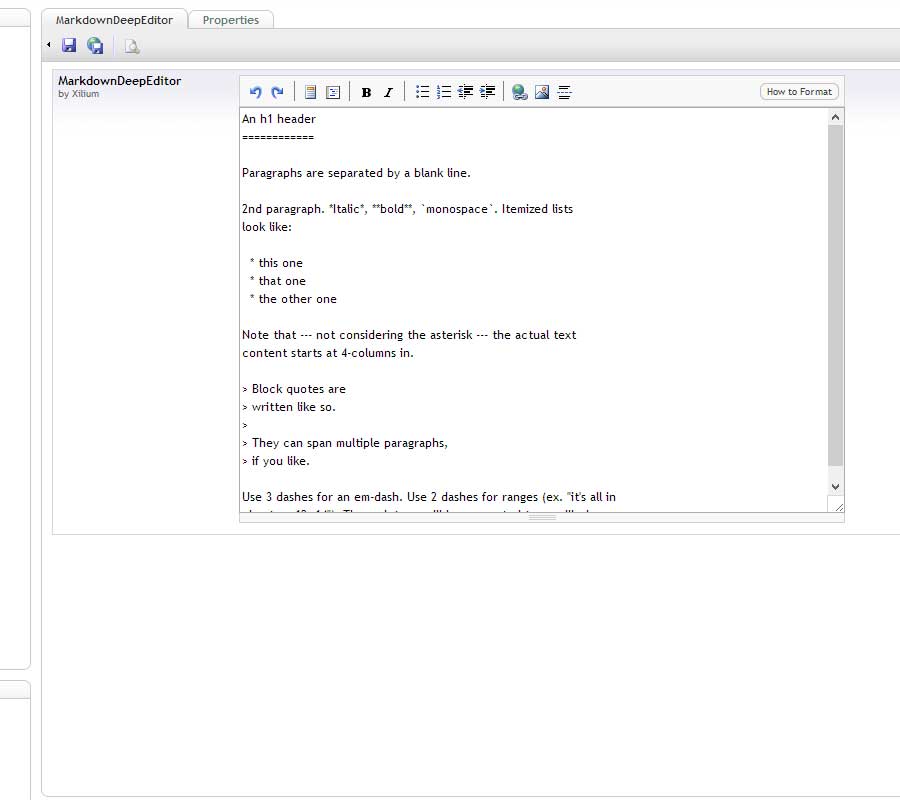 MarkdownDeepEditor
Properties
MarkdownDeepEditor
by Xilium
B I
How to Format
An h1 header
============
Paragraphs are separated by a blank line.
2nd paragraph. *Italic*, **bold**, `monospace`. Itemized lists
look like:
* this one
* that one
* the other one
Note that --- not considering the asterisk --- the actual text
content starts at 4-columns in.
> Block quotes are
> written like so.
>
> They can span multiple paragraphs,
> if you like.
Use 3 dashes for an em-dash. Use 2 dashes for ranges (ex. "it's all in